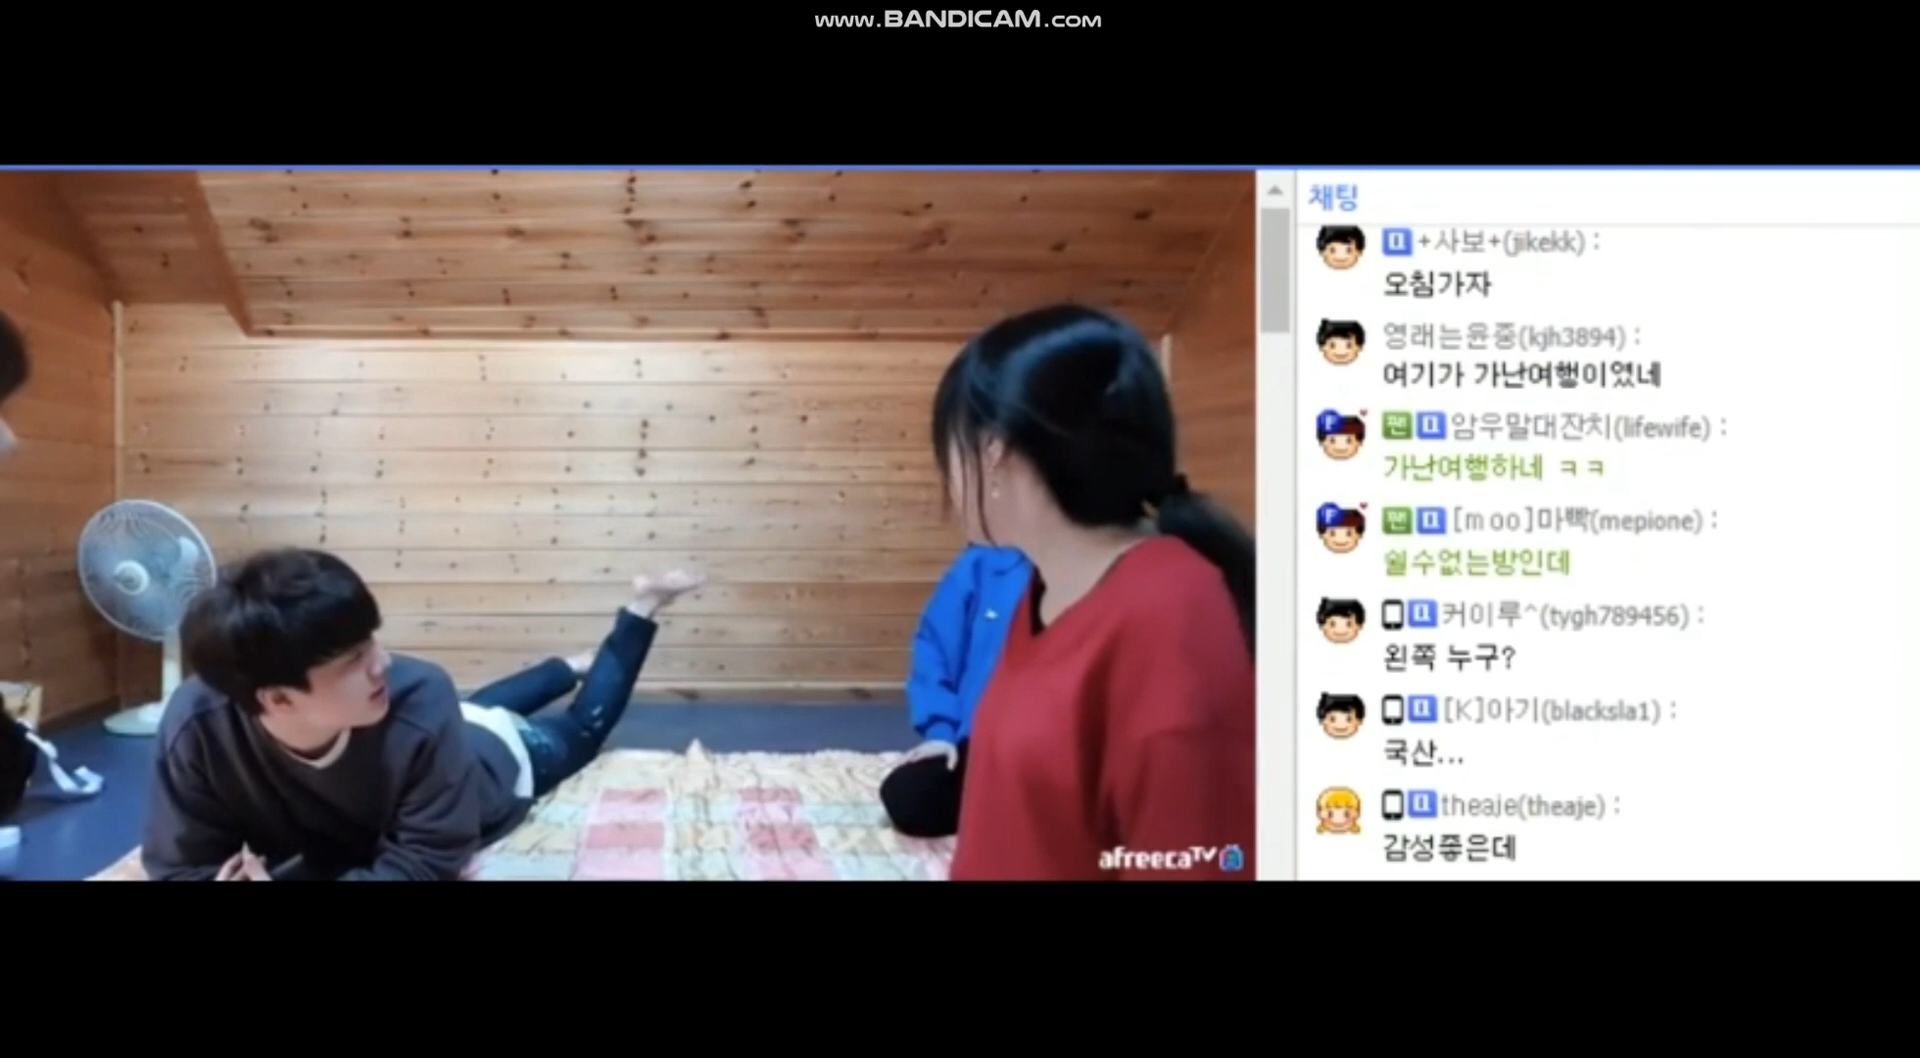 www.BANDICAM.com
채팅
+사보+(jikekk) :
오침가자
영래는윤중(kjh3894) :
여기가 가난여행이였네
팬 암우말대잔치(lifewife) :
가난여행하네 ㅋㅋ
팬 [moo]마빡(mepione) :
쉴수없는방인데
커이루^(tygh789456) :
왼쪽 누구?
[K]아기(blacksla1) :
국산...
theaje(theaje) :
감성좋은데
afreecaTV